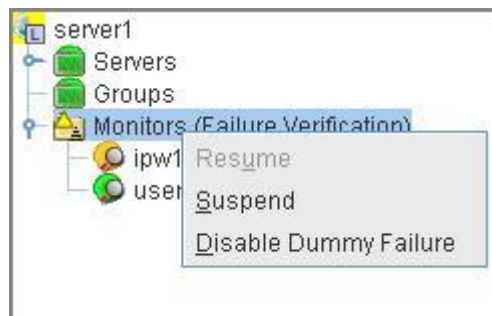 server1
Servers
Groups
Monitors (Failure Verification)
ipw1
Resume
user
Suspend
Disable Dummy Failure